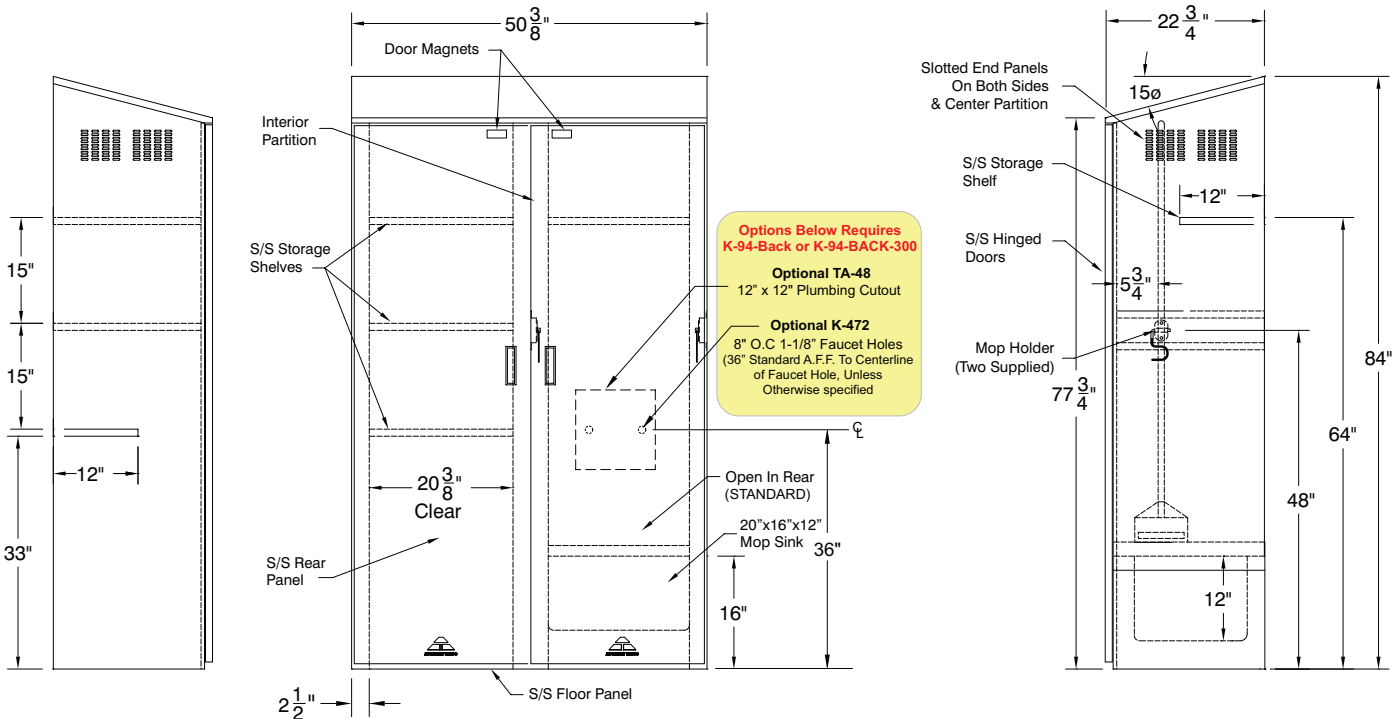 50 3/8"
22 3/4"
Door Magnets
Slotted End Panels
On Both Sides
& Center Partition
15ø
Interior
Partition
S/S Storage
Shelf
12"
S/S Storage
Shelves
S/S Hinged
Doors
15"
5 3/4"
Options Below Requires
K-94-Back or K-94-BACK-300
Optional TA-48
12” x 12" Plumbing Cutout
Optional K-472
8" O.C 1-1/8” Faucet Holes
(36” Standard A.F.F. To Centerline
of Faucet Hole, Unless
Otherwise specified
Mop Holder
(Two Supplied)
15"
77 3/4"
84"
64"
℄
12"
20 3/8"
Clear
Open In Rear
(STANDARD)
48"
20”x16"x12”
Mop Sink
33"
36"
S/S Rear
Panel
16"
12"
S/S Floor Panel
2 1/2"